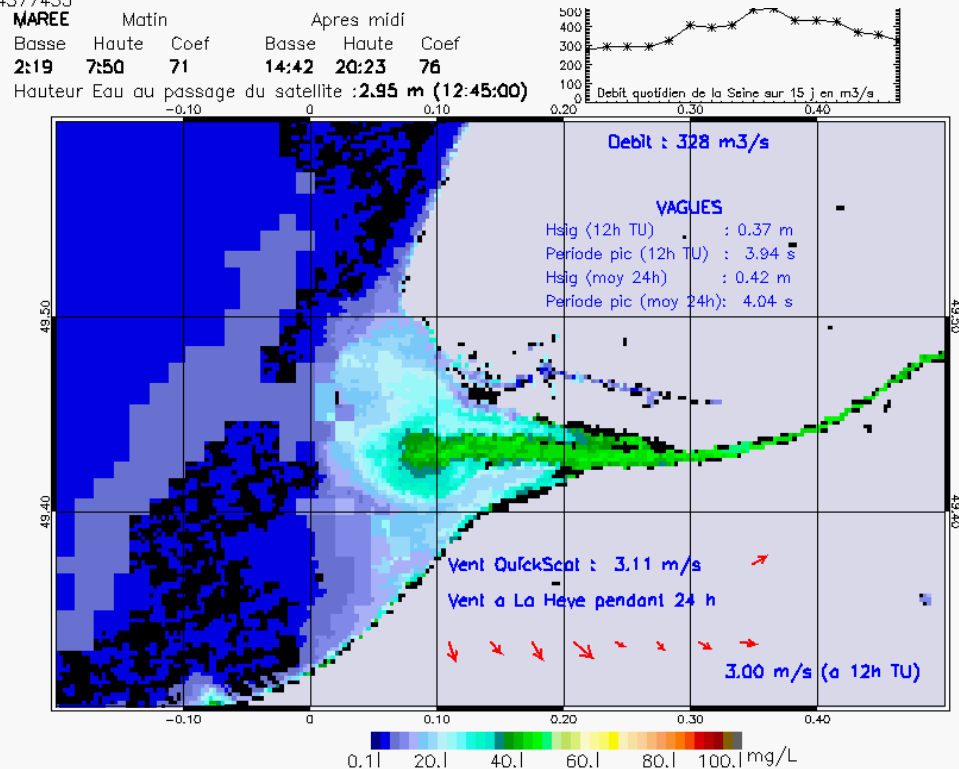 MAREE Matin Apres midi
Basse Haute Coef Basse Haute Coef
2:19 7:50 71 14:42 20:23 76
Hauteur Eau au passage du satellite :2.95 m (12:45:00)
500
400
300
200
100
0
Debit quotidien de la Seine sur 15 j en m3/s
-0.10 0 0.10 0.20 0.30 0.40
Debit : 328 m3/s
VAGUES
Hsig (12h TU) : 0.37 m
Periode pic (12h TU) : 3.94 s
Hsig (moy 24h) : 0.42 m
Periode pic (moy 24h): 4.04 s
49.50 49.50
49.40 49.40
Vent QuickScat : 3.11 m/s
Vent a La Heve pendant 24 h
3.00 m/s (a 12h TU)
-0.10 0 0.10 0.20 0.30 0.40
0.1| 20.| 40.| 60.| 80.| 100.| mg/L